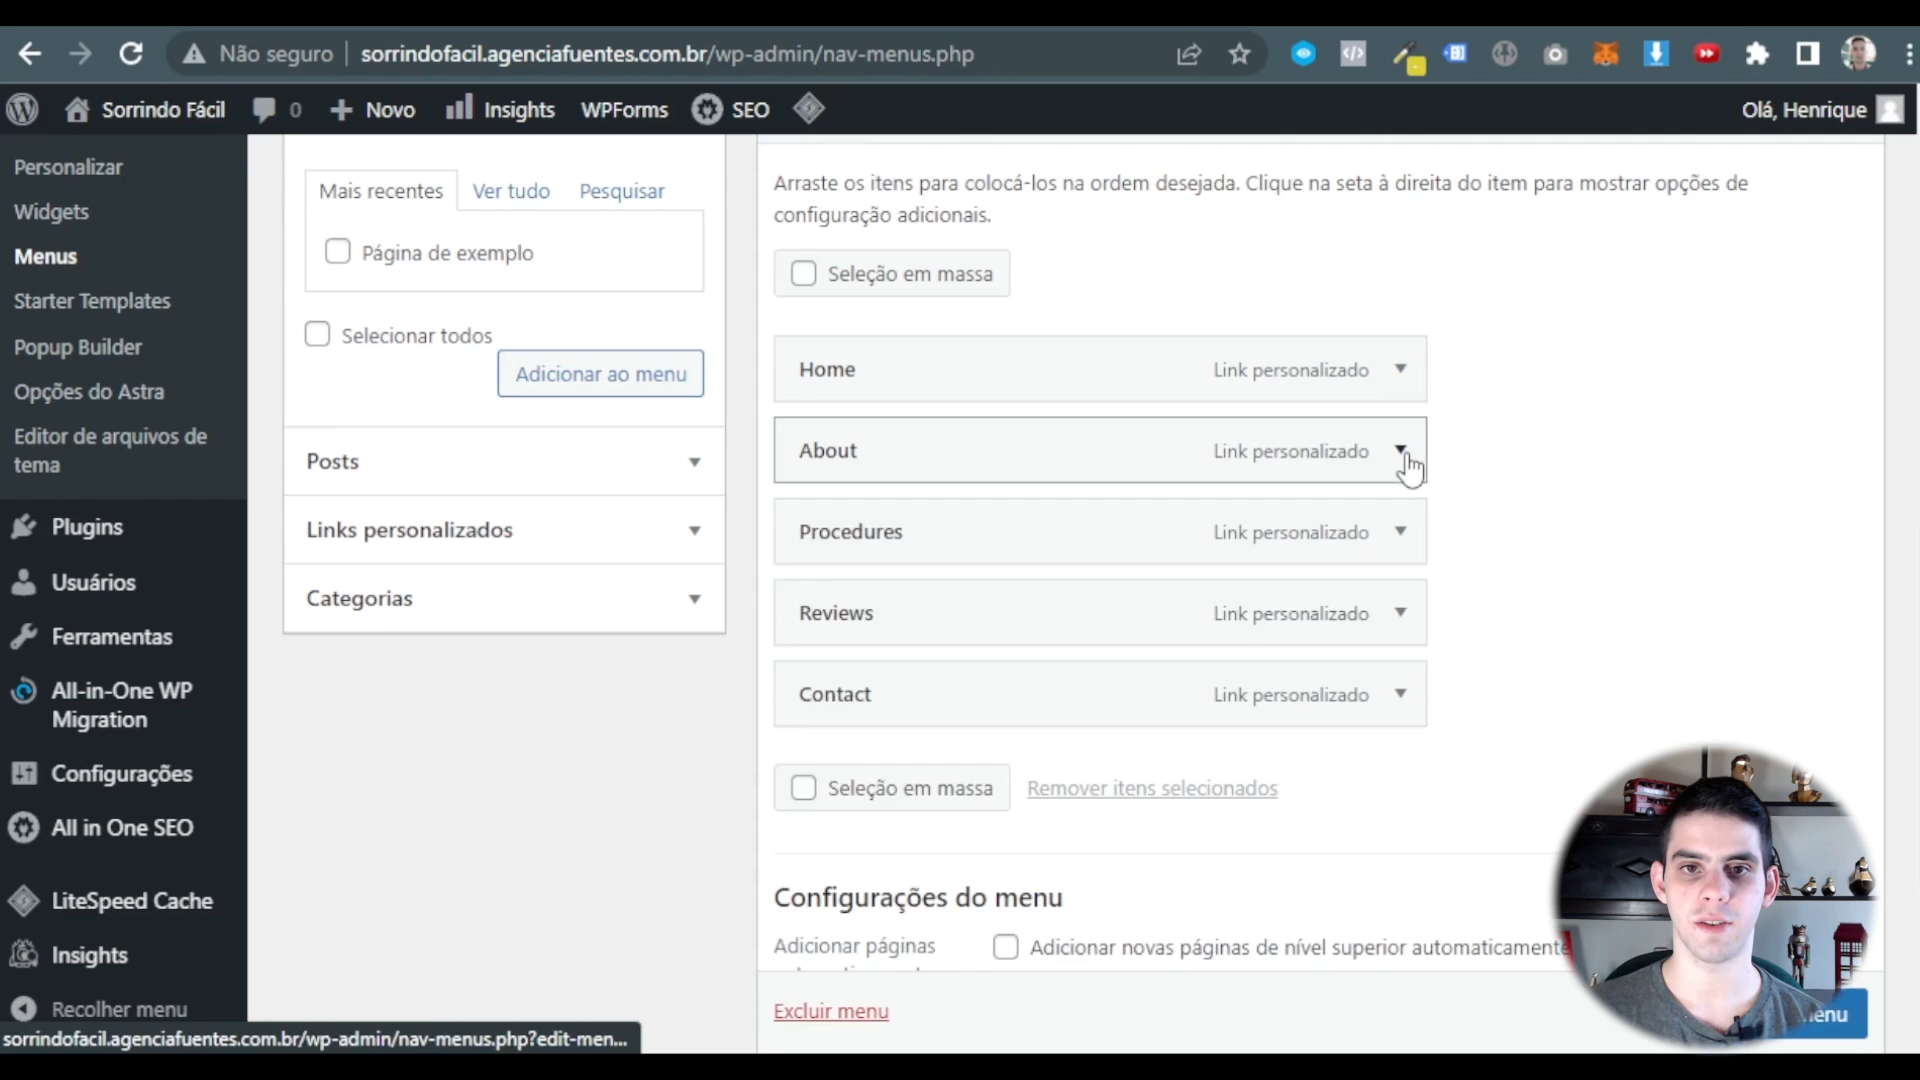 Não seguro
sorrindofacil.agenciafuentes.com.br/wp-admin/nav-menus.php
Sorrindo Fácil
0
Novo
Insights
WPForms
SEO
Olá, Henrique
Personalizar
Widgets
Menus
Starter Templates
Popup Builder
Opções do Astra
Editor de arquivos de
tema
Plugins
Usuários
Ferramentas
All-in-One WP
Migration
Configurações
All in One SEO
LiteSpeed Cache
Insights
Recolher menu
sorrindofacil.agenciafuentes.com.br/wp-admin/nav-menus.php?edit-men...
Mais recentes
Ver tudo
Pesquisar
Página de exemplo
Selecionar todos
Adicionar ao menu
Posts
Links personalizados
Categorias
Arraste os itens para colocá-los na ordem desejada. Clique na seta à direita do item para mostrar opções de
configuração adicionais.
Seleção em massa
Home Link personalizado
About Link personalizado
Procedures Link personalizado
Reviews Link personalizado
Contact Link personalizado
Seleção em massa
Remover itens selecionados
Configurações do menu
Adicionar páginas
Adicionar novas páginas de nível superior automaticamente
Excluir menu